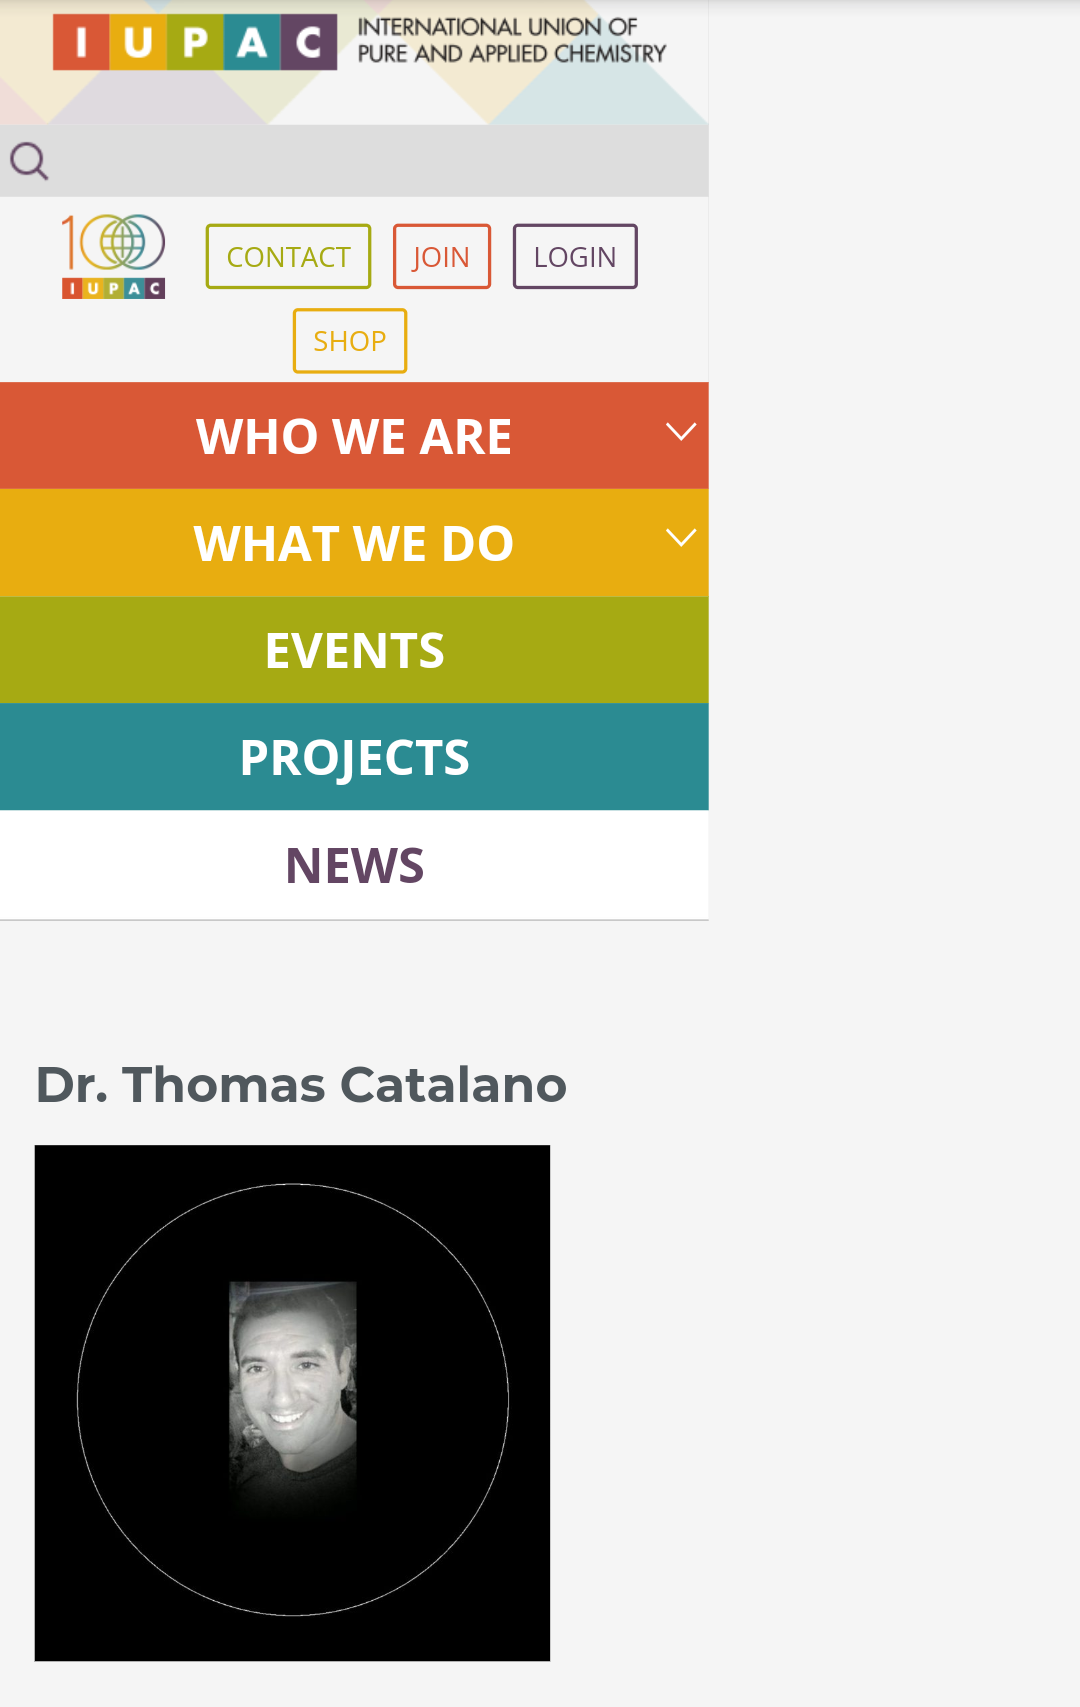 IUPAC
INTERNATIONAL UNION OF
PURE AND APPLIED CHEMISTRY
100
IUPAC
CONTACT
JOIN
LOGIN
SHOP
WHO WE ARE
WHAT WE DO
EVENTS
PROJECTS
NEWS
Dr. Thomas Catalano